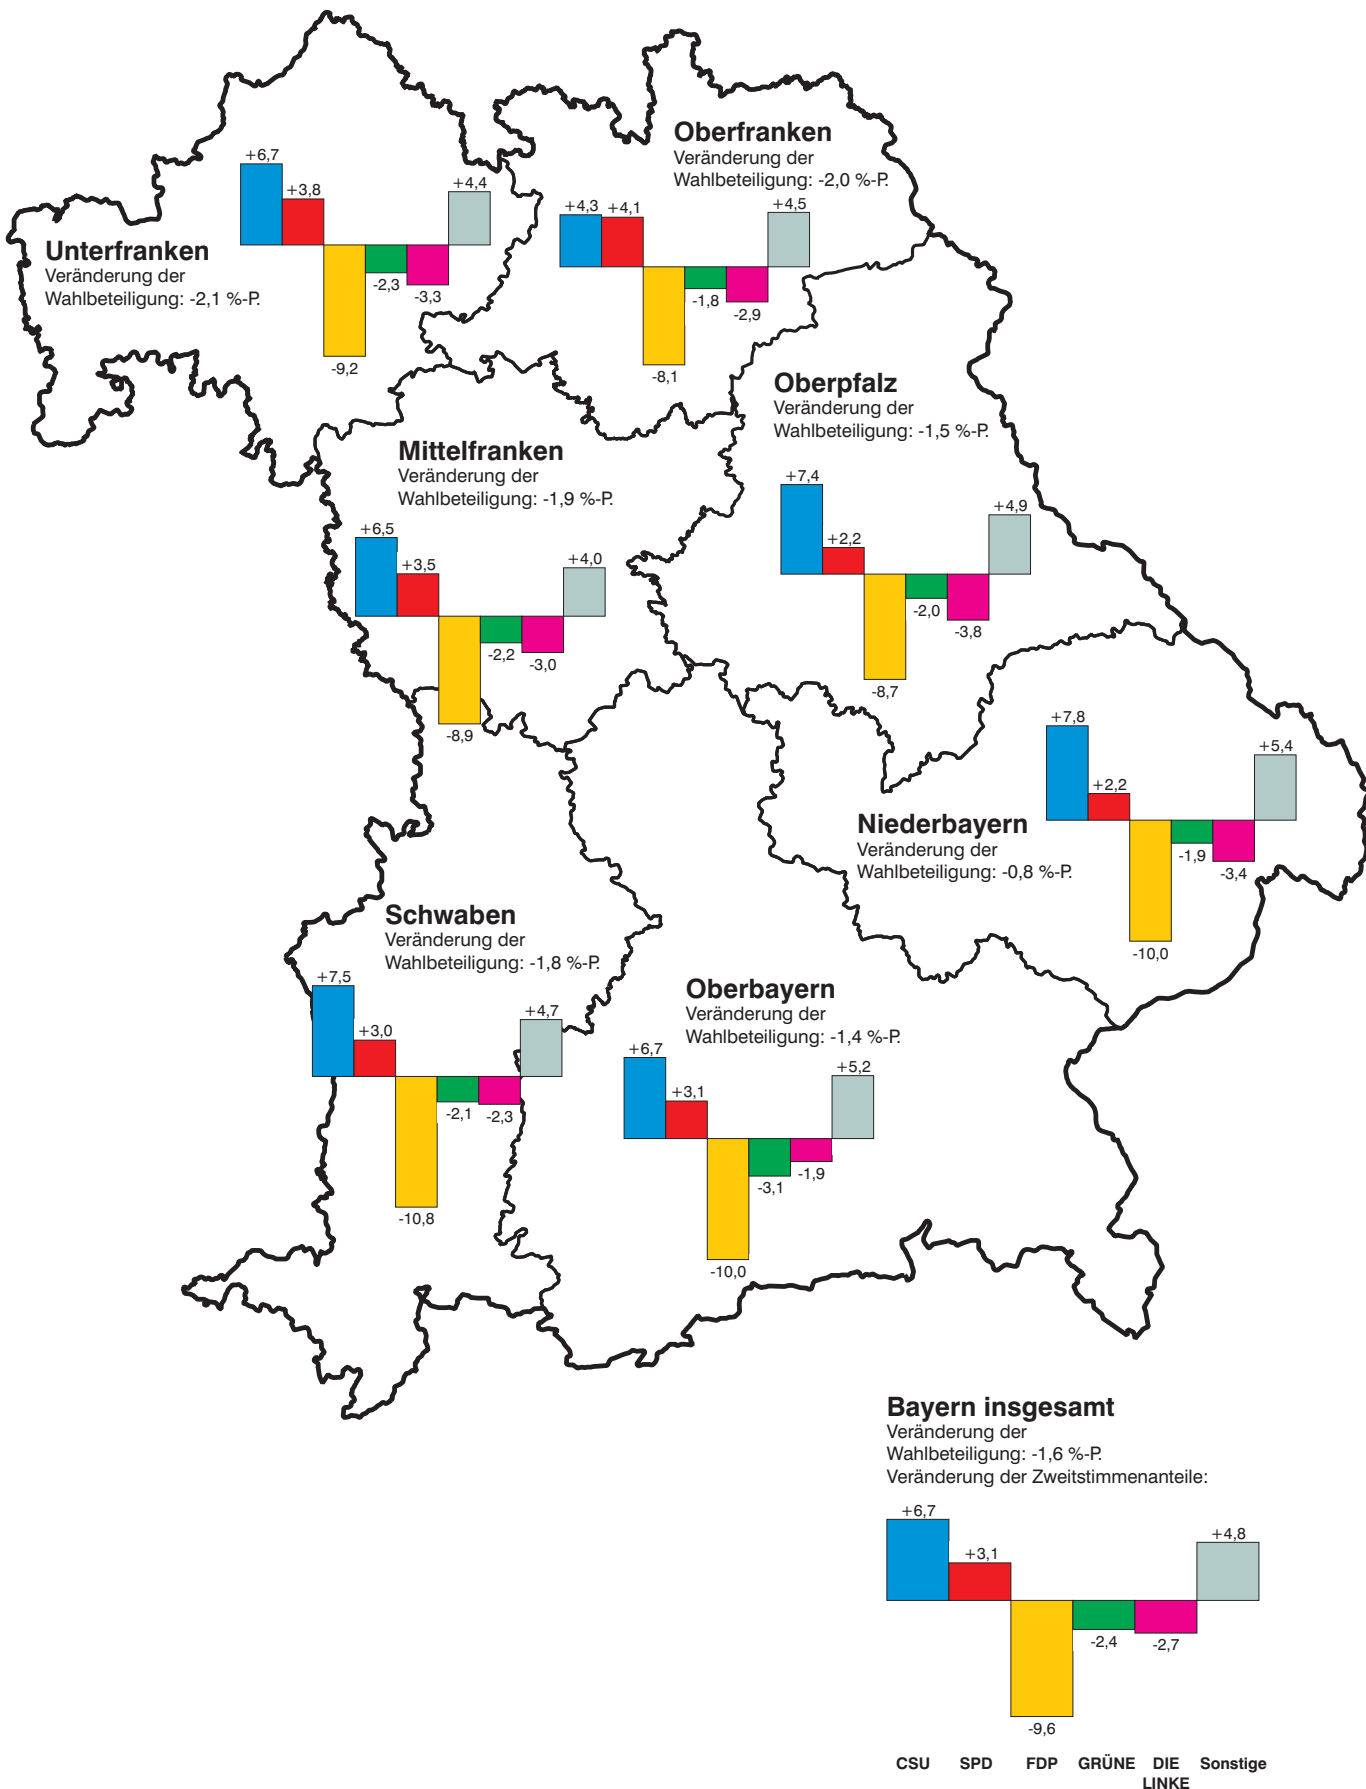 Oberfranken
Veränderung der
Wahlbeteiligung: -2,0 %-P.
+4,3 +4,1 +4,5
-1,8
-2,9
-8,1
+6,7
+3,8
+4,4
Unterfranken
Veränderung der
Wahlbeteiligung: -2,1 %-P.
-2,3
-3,3
-9,2
Oberpfalz
Veränderung der
Wahlbeteiligung: -1,5 %-P.
+7,4
+2,2
+4,9
-2,0
-3,8
-8,7
Mittelfranken
Veränderung der
Wahlbeteiligung: -1,9 %-P.
+6,5
+3,5
+4,0
-2,2
-3,0
-8,9
+7,8
+2,2
+5,4
Niederbayern
Veränderung der
Wahlbeteiligung: -0,8 %-P.
-1,9
-3,4
-10,0
Schwaben
Veränderung der
Wahlbeteiligung: -1,8 %-P.
+7,5
+3,0
+4,7
-2,1 -2,3
-10,8
Oberbayern
Veränderung der
Wahlbeteiligung: -1,4 %-P.
+6,7
+3,1
+5,2
-3,1
-1,9
-10,0
Bayern insgesamt
Veränderung der
Wahlbeteiligung: -1,6 %-P.
Veränderung der Zweitstimmenanteile:
+6,7
+3,1
+4,8
-2,4 -2,7
-9,6
CSU SPD FDP GRÜNE DIE Sonstige
LINKE